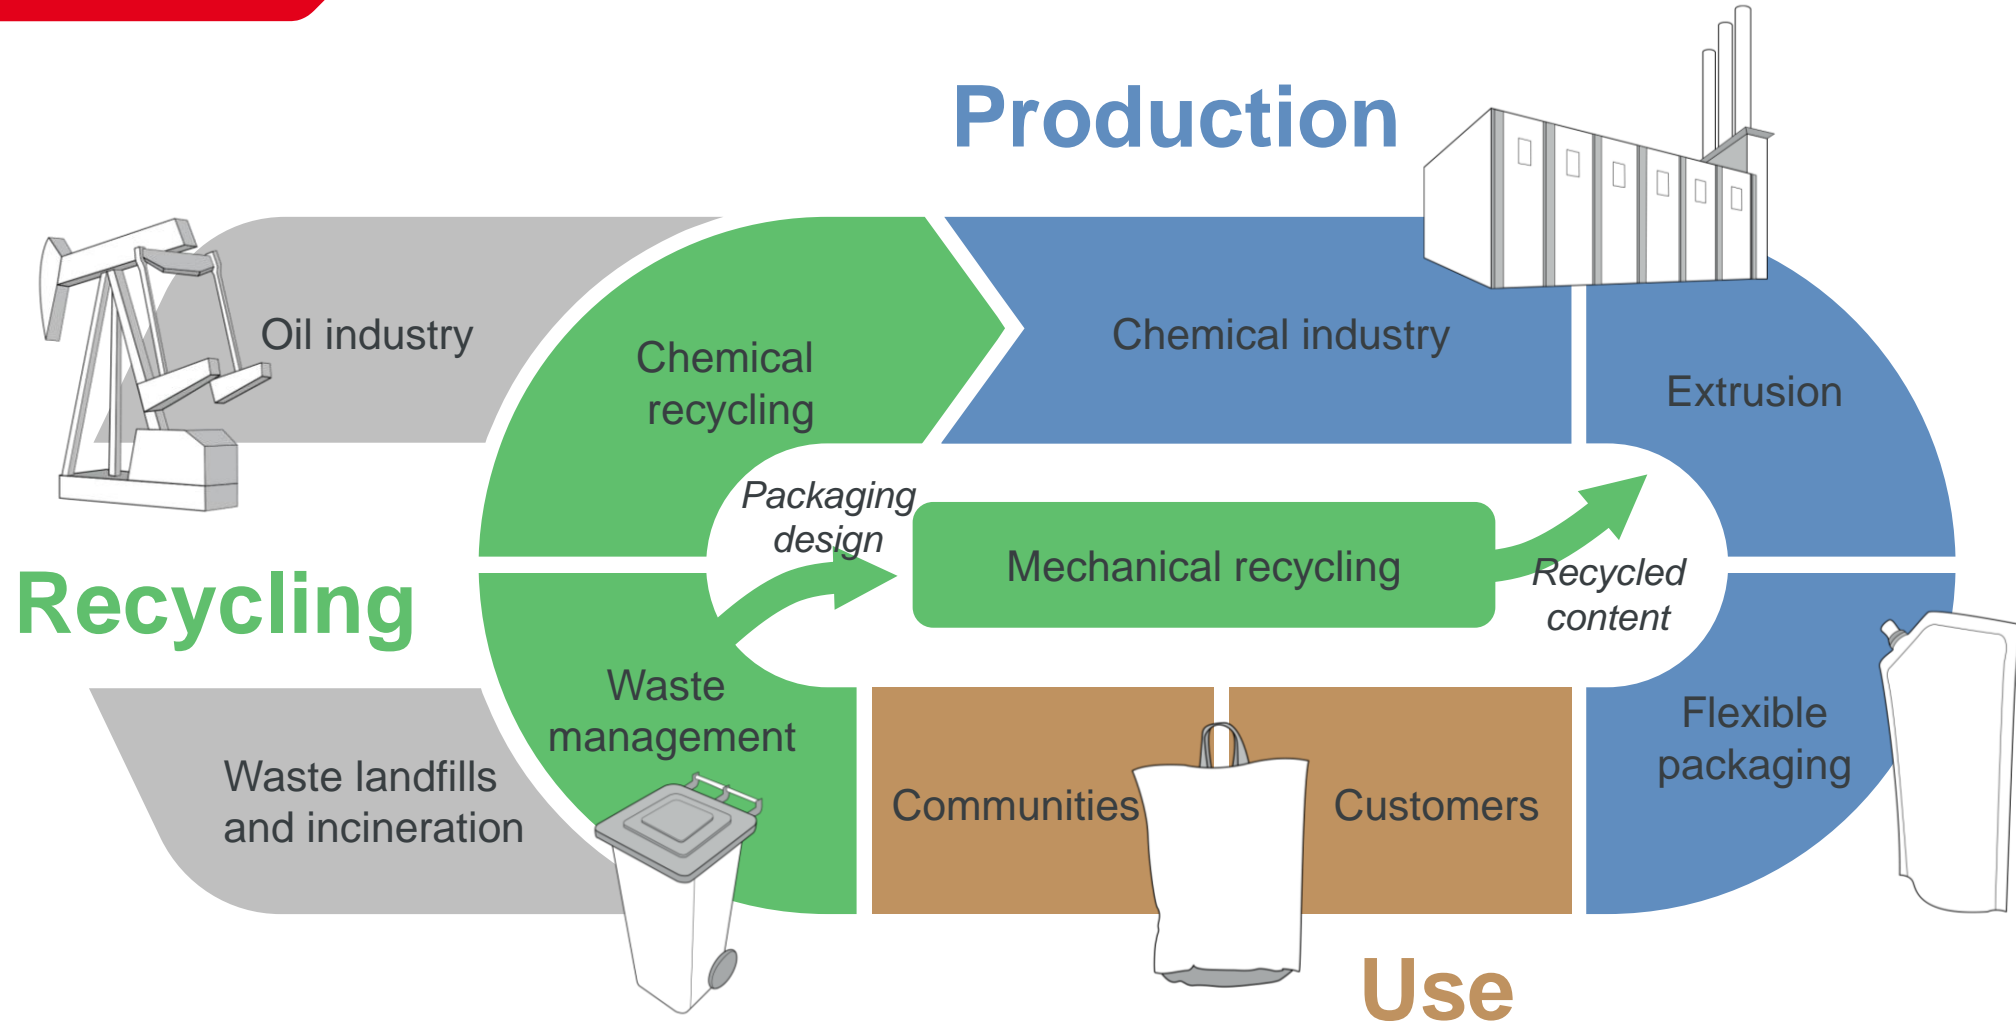 Production
Oil industry
Chemical
recycling
Chemical industry
Extrusion
Packaging
design
Mechanical recycling
Recycled
content
Recycling
Waste
management
Waste landfills
and incineration
Communities
Customers
Flexible
packaging
Use